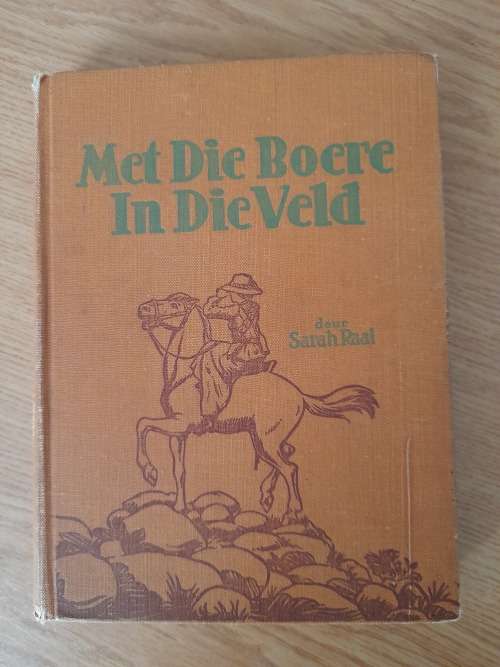 Met Die Boere
In Die Veld
deur
Sarah Raal